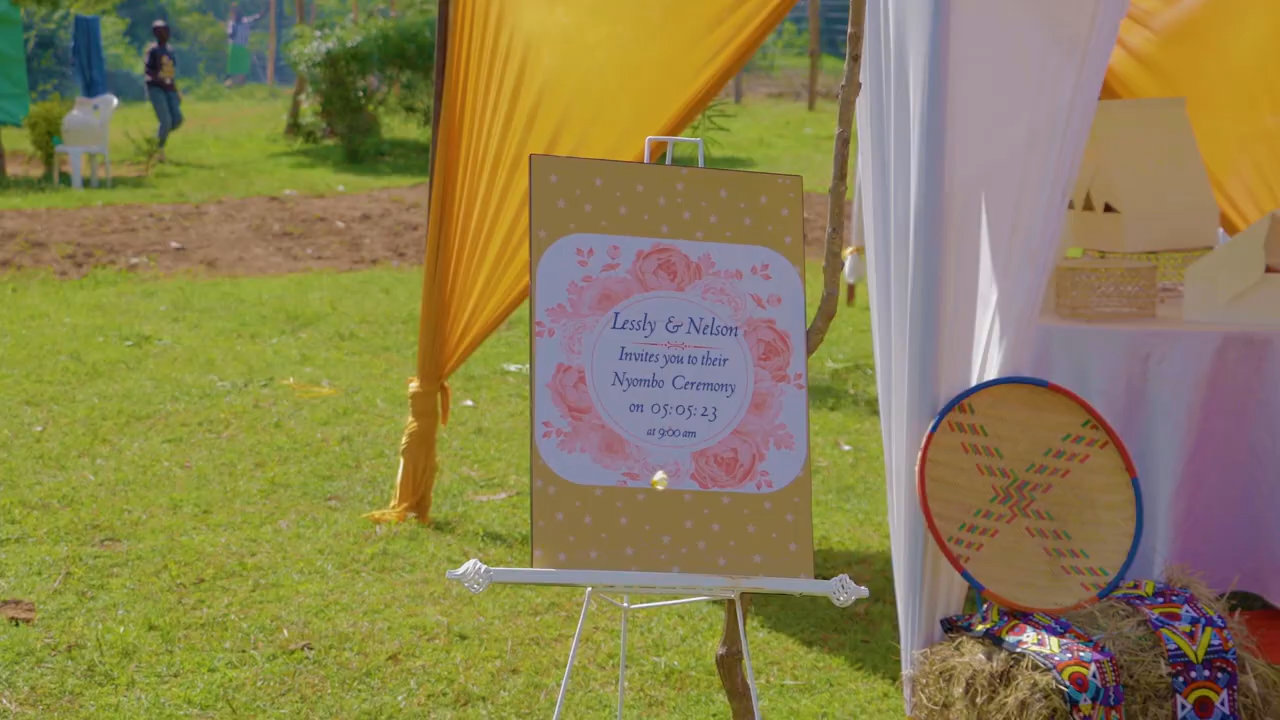 Lessly & Nelson
Invites you to their
Nyombo Ceremony
on 05:05:23
at 9:00 am